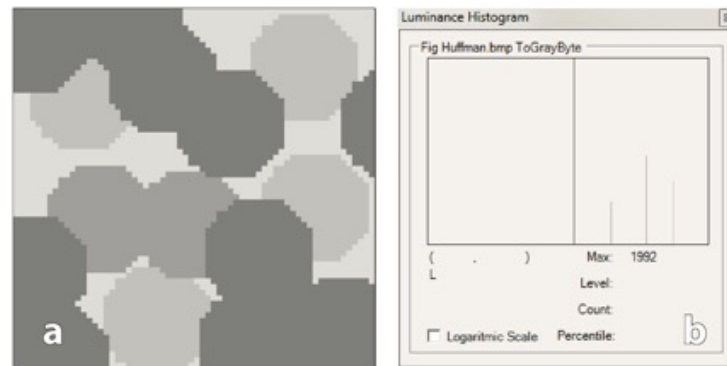 a
Luminance Histogram
Fig Huffman.bmp ToGrayByte
( . )
Max: 1992
L
Level:
Count:
Logaritmic Scale
Percentile:
b